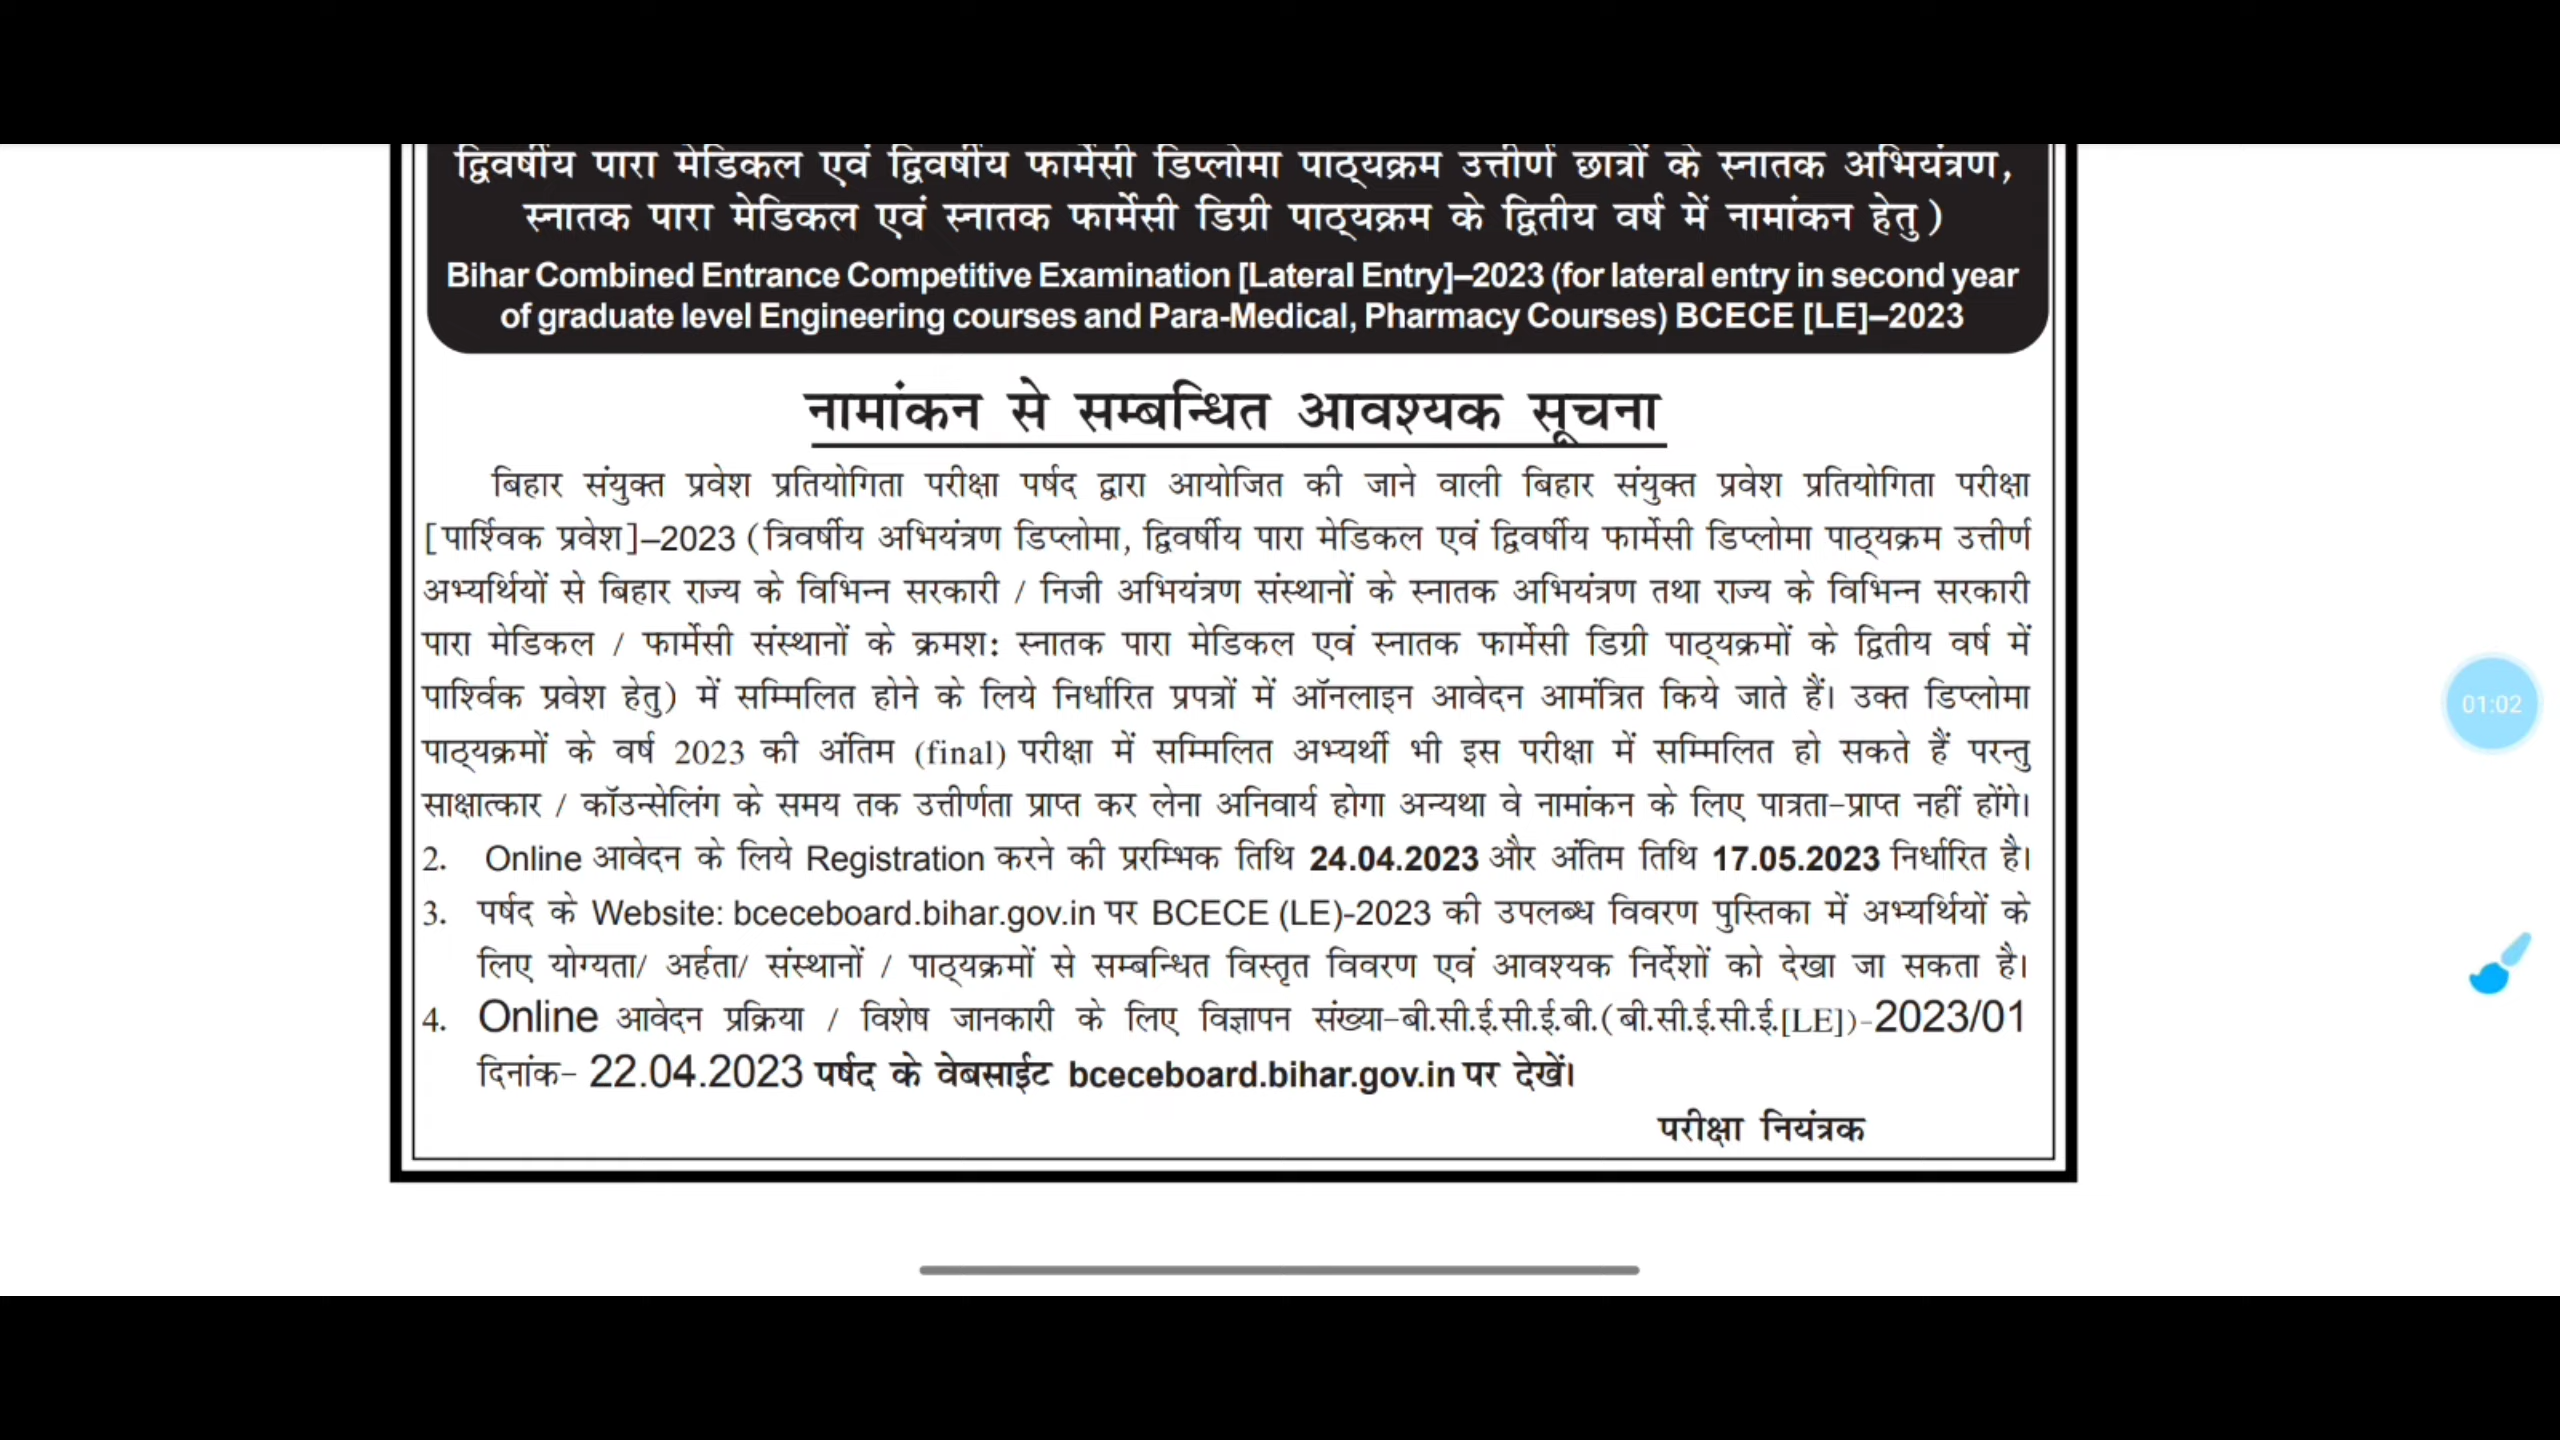 द्विवर्षीय पारा मेडिकल एवं द्विवर्षीय फार्मेसी डिप्लोमा पाठ्यक्रम उत्तीर्ण छात्रों के स्नातक अभियंत्रण,
स्नातक पारा मेडिकल एवं स्नातक फार्मेसी डिग्री पाठ्यक्रम के द्वितीय वर्ष में नामांकन हेतु )
Bihar Combined Entrance Competitive Examination [Lateral Entry]–2023 (for lateral entry in second year
of graduate level Engineering courses and Para-Medical, Pharmacy Courses) BCECE [LE]–2023
नामांकन से सम्बन्धित आवश्यक सूचना
बिहार संयुक्त प्रवेश प्रतियोगिता परीक्षा पर्षद द्वारा आयोजित की जाने वाली बिहार संयुक्त प्रवेश प्रतियोगिता परीक्षा
[पार्श्विक प्रवेश]–2023 (त्रिवर्षीय अभियंत्रण डिप्लोमा, द्विवर्षीय पारा मेडिकल एवं द्विवर्षीय फार्मेसी डिप्लोमा पाठ्यक्रम उत्तीर्ण
अभ्यर्थियों से बिहार राज्य के विभिन्न सरकारी / निजी अभियंत्रण संस्थानों के स्नातक अभियंत्रण तथा राज्य के विभिन्न सरकारी
पारा मेडिकल / फार्मेसी संस्थानों के क्रमश: स्नातक पारा मेडिकल एवं स्नातक फार्मेसी डिग्री पाठ्यक्रमों के द्वितीय वर्ष में
पार्श्विक प्रवेश हेतु) में सम्मिलित होने के लिये निर्धारित प्रपत्रों में ऑनलाइन आवेदन आमंत्रित किये जाते हैं। उक्त डिप्लोमा
पाठ्यक्रमों के वर्ष 2023 की अंतिम (final) परीक्षा में सम्मिलित अभ्यर्थी भी इस परीक्षा में सम्मिलित हो सकते हैं परन्तु
साक्षात्कार / कॉउन्सेलिंग के समय तक उत्तीर्णता प्राप्त कर लेना अनिवार्य होगा अन्यथा वे नामांकन के लिए पात्रता-प्राप्त नहीं होंगे।
2. Online आवेदन के लिये Registration करने की प्ररम्भिक तिथि 24.04.2023 और अंतिम तिथि 17.05.2023 निर्धारित है।
3. पर्षद के Website: bceceboard.bihar.gov.in पर BCECE (LE)-2023 की उपलब्ध विवरण पुस्तिका में अभ्यर्थियों के
लिए योग्यता/ अर्हता/ संस्थानों / पाठ्यक्रमों से सम्बन्धित विस्तृत विवरण एवं आवश्यक निर्देशों को देखा जा सकता है।
4. Online आवेदन प्रक्रिया / विशेष जानकारी के लिए विज्ञापन संख्या-बी.सी.ई.सी.ई.बी.(बी.सी.ई.सी.ई.[LE])-2023/01
दिनांक- 22.04.2023 पर्षद के वेबसाईट bceceboard.bihar.gov.in पर देखें।
परीक्षा नियंत्रक
01:02